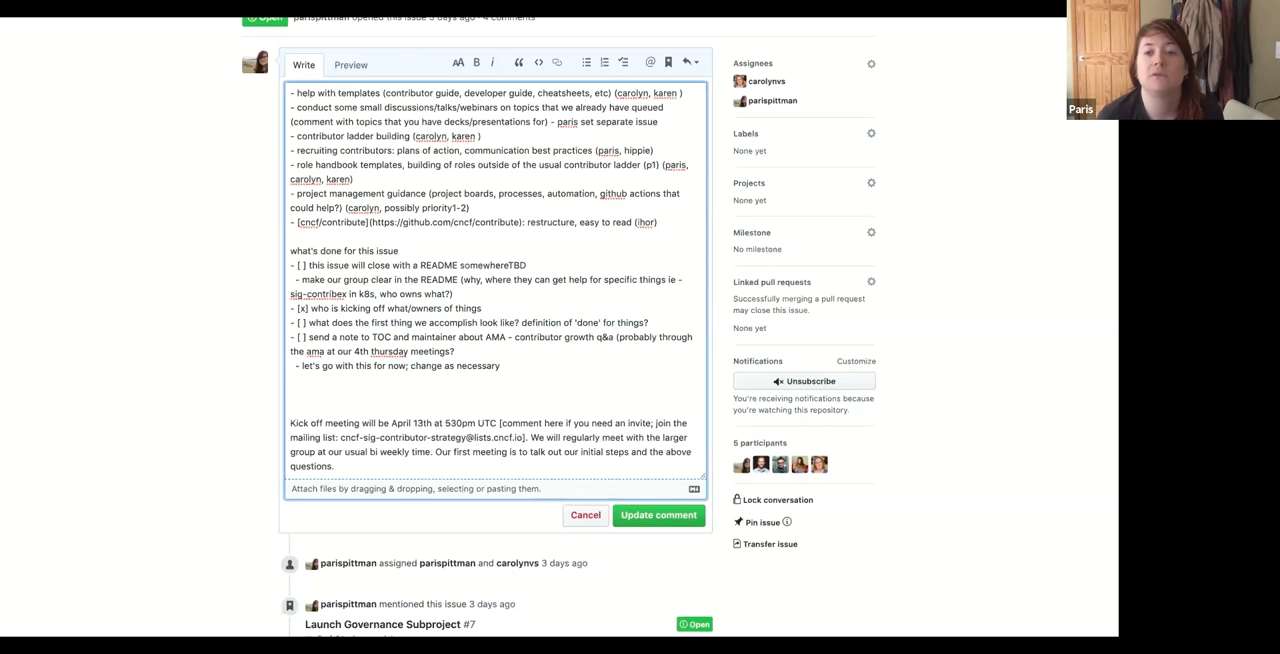 Open parispittman opened this issue 3 days ago · 4 comments
Write Preview
- help with templates (contributor guide, developer guide, cheatsheets, etc) (carolyn, karen )
- conduct some small discussions/talks/webinars on topics that we already have queued
(comment with topics that you have decks/presentations for) - paris set separate issue
- contributor ladder building (carolyn, karen )
- recruiting contributors: plans of action, communication best practices (paris, hippie)
- role handbook templates, building of roles outside of the usual contributor ladder (p1) (paris,
carolyn, karen)
- project management guidance (project boards, processes, automation, github actions that
could help?) (carolyn, possibly priority1-2)
- [cncf/contribute](https://github.com/cncf/contribute): restructure, easy to read (ihor)
what's done for this issue
- [ ] this issue will close with a README somewhereTBD
- make our group clear in the README (why, where they can get help for specific things ie -
sig-contribex in k8s, who owns what?)
- [x] who is kicking off what/owners of things
- [ ] what does the first thing we accomplish look like? definition of 'done' for things?
- [ ] send a note to TOC and maintainer about AMA - contributor growth q&a (probably through
the ama at our 4th thursday meetings?
- let's go with this for now; change as necessary
Kick off meeting will be April 13th at 530pm UTC [comment here if you need an invite; join the
mailing list: cncf-sig-contributor-strategy@lists.cncf.io]. We will regularly meet with the larger
group at our usual bi weekly time. Our first meeting is to talk out our initial steps and the above
questions.
Attach files by dragging & dropping, selecting or pasting them.
Cancel Update comment
parispittman assigned parispittman and carolynvs 3 days ago
parispittman mentioned this issue 3 days ago
Launch Governance Subproject #7
Open
Assignees
carolynvs
parispittman
Labels
None yet
Projects
None yet
Milestone
No milestone
Linked pull requests
Successfully merging a pull request
may close this issue.
None yet
Notifications Customize
Unsubscribe
You're receiving notifications because
you're watching this repository.
5 participants
Lock conversation
Pin issue
Transfer issue
Paris